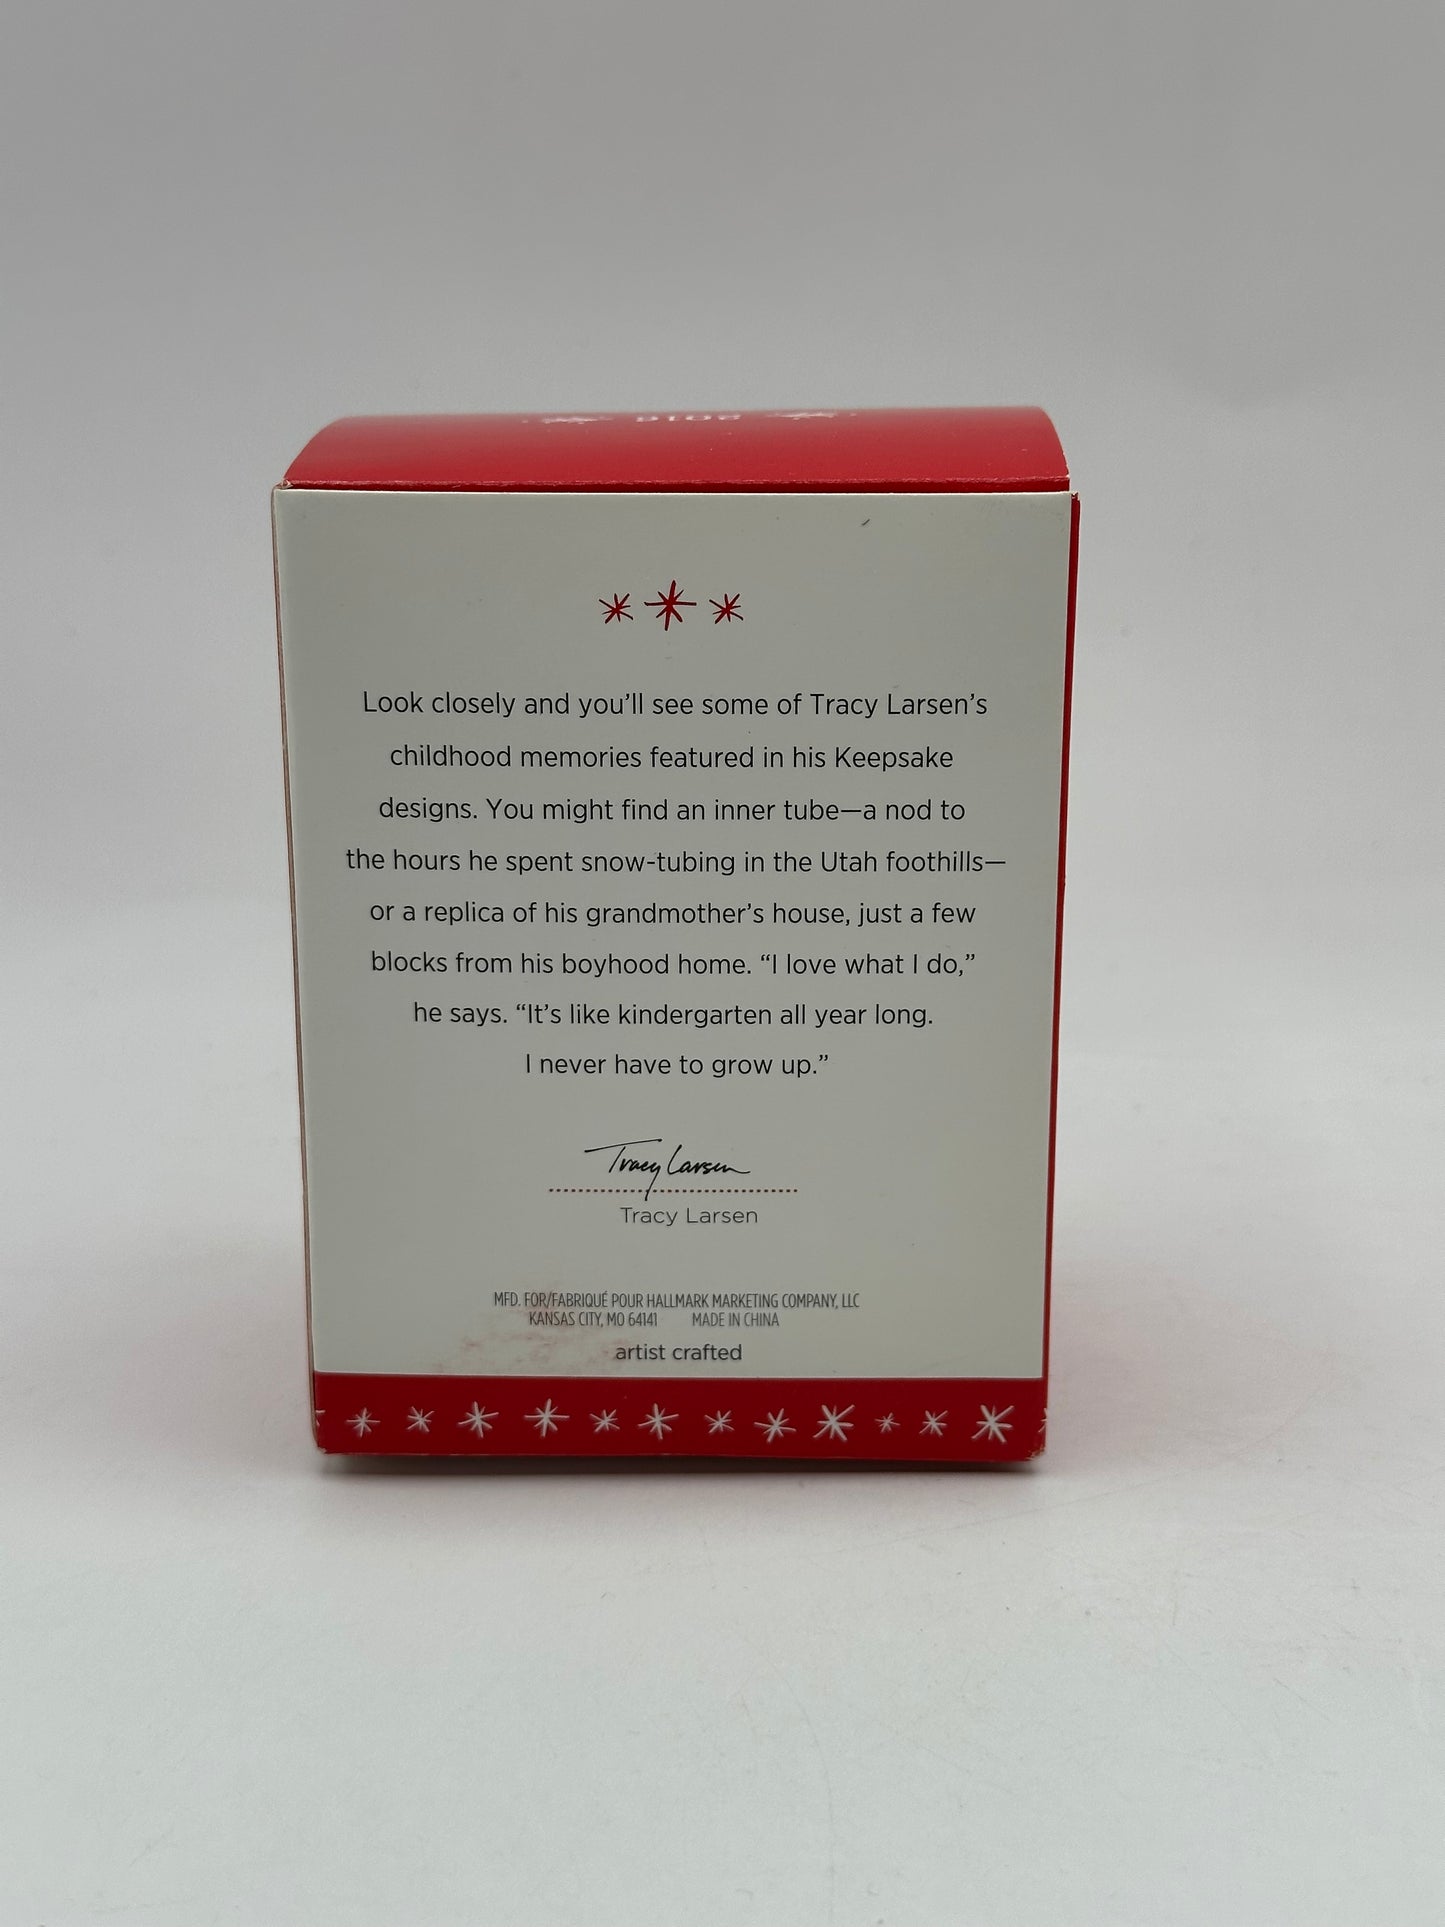 Look closely and you’ll see some of Tracy Larsen’s
childhood memories featured in his Keepsake
designs. You might find an inner tube—a nod to
the hours he spent snow-tubing in the Utah foothills—
or a replica of his grandmother’s house, just a few
blocks from his boyhood home. “I love what I do,”
he says. “It’s like kindergarten all year long.
I never have to grow up.”
Tracy Larsen
Tracy Larsen
MFD. FOR/FABRIQUÉ POUR HALLMARK MARKETING COMPANY, LLC
KANSAS CITY, MO 64141 MADE IN CHINA
artist crafted